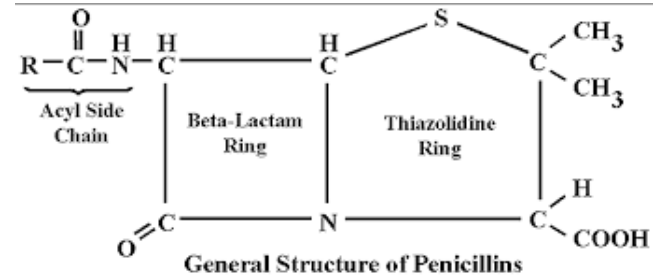 O S CH3
H H H
R C N C C C CH3
Acyl Side
Chain
Beta-Lactam
Ring
Thiazolidine
Ring
H
C N C
O COOH
General Structure of Penicillins